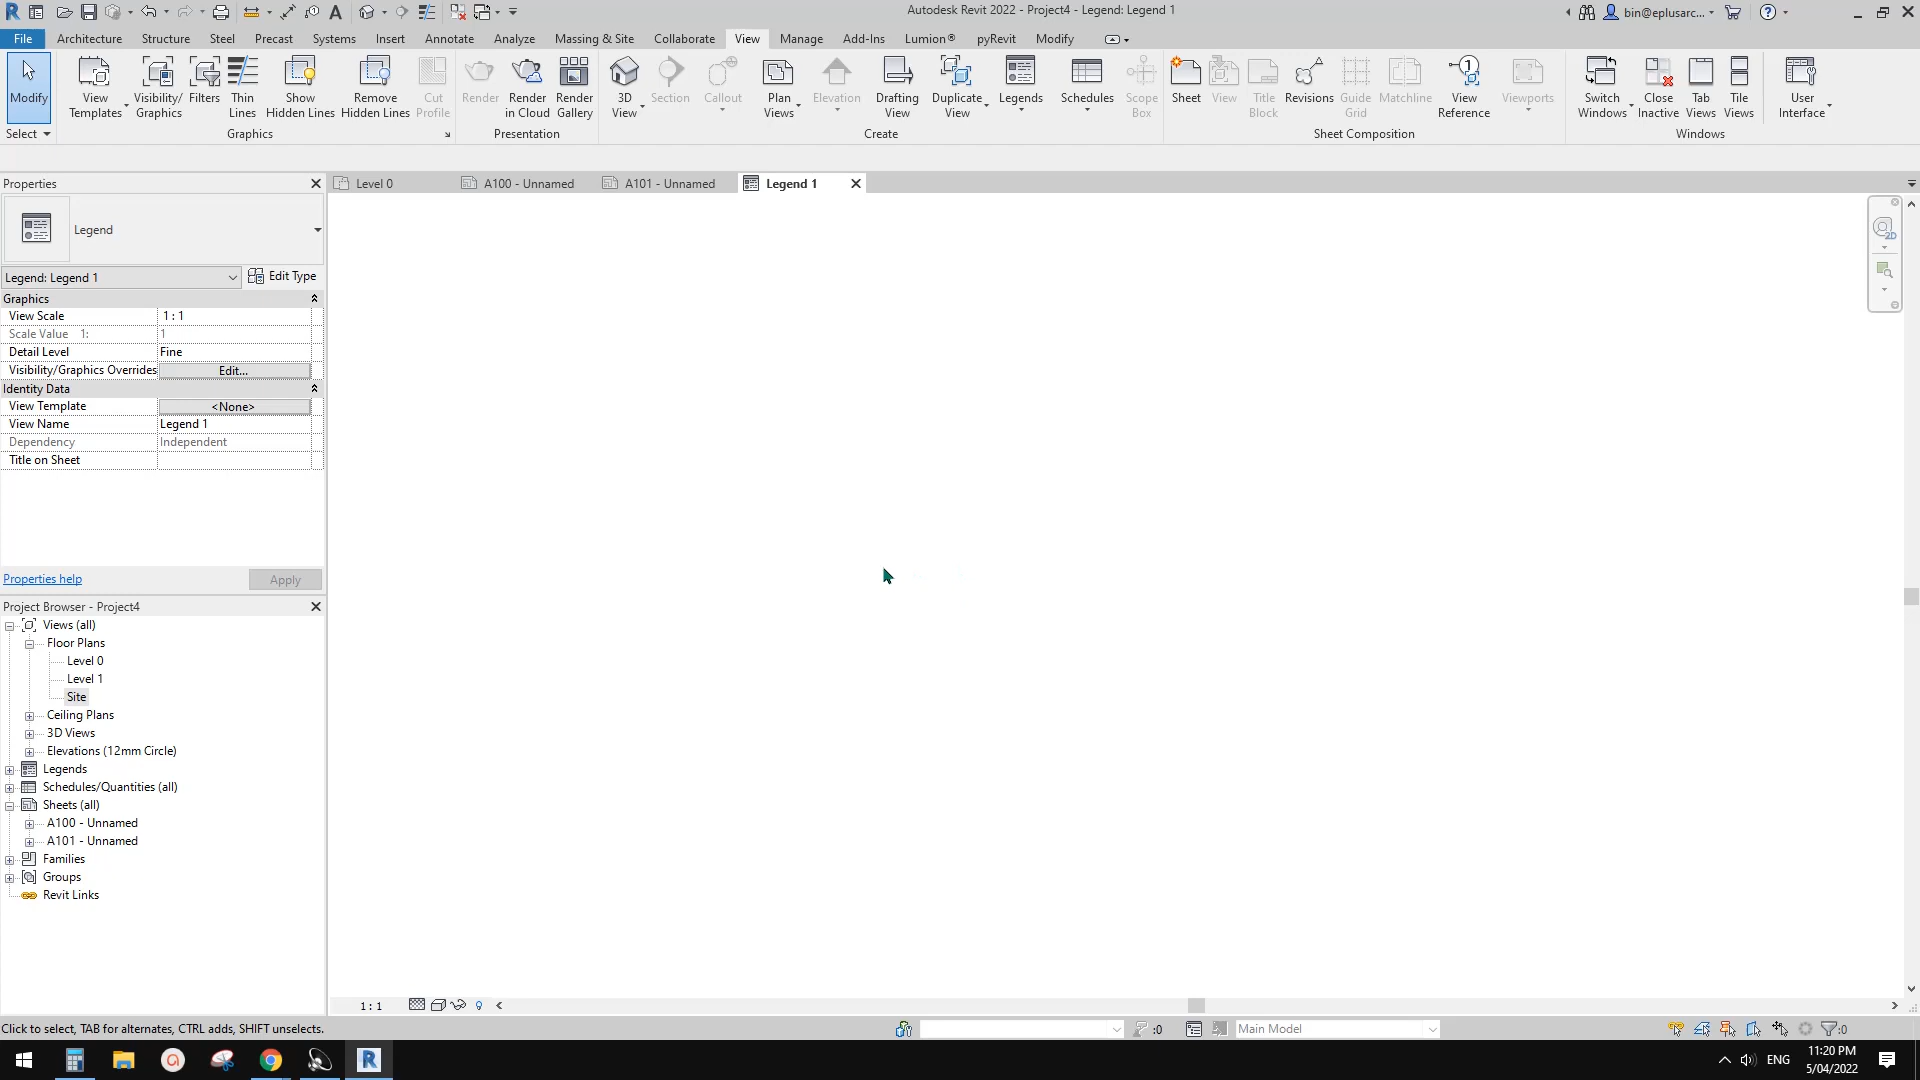 Autodesk Revit 2022 - Project4 - Legend: Legend 1
bin@eplusarc...
File Architecture Structure Steel Precast Systems Insert Annotate Analyze Massing & Site Collaborate View Manage Add-Ins Lumion® pyRevit Modify
Modify
View Templates
Visibility/ Graphics
Filters
Thin Lines
Show Hidden Lines
Remove Hidden Lines
Cut Profile
Render
Render in Cloud
Render Gallery
3D View
Section
Callout
Plan Views
Elevation
Drafting View
Duplicate View
Legends
Schedules
Scope Box
Sheet
View
Title Block
Revisions
Guide Grid
Matchline
View Reference
Viewports
Switch Windows
Close Inactive
Tab Views
Tile Views
User Interface
Select Graphics Presentation Create Sheet Composition Windows
Properties
Level 0 A100 - Unnamed A101 - Unnamed Legend 1
Legend
Legend: Legend 1 Edit Type
Graphics
View Scale 1 : 1
Scale Value 1: 1
Detail Level Fine
Visibility/Graphics Overrides Edit...
Identity Data
View Template <None>
View Name Legend 1
Dependency Independent
Title on Sheet
Properties help Apply
Project Browser - Project4
Views (all)
Floor Plans
Level 0
Level 1
Site
Ceiling Plans
3D Views
Elevations (12mm Circle)
Legends
Schedules/Quantities (all)
Sheets (all)
A100 - Unnamed
A101 - Unnamed
Families
Groups
Revit Links
1 : 1
Click to select, TAB for alternates, CTRL adds, SHIFT unselects.
:0
Main Model
:0
ENG
11:20 PM
5/04/2022